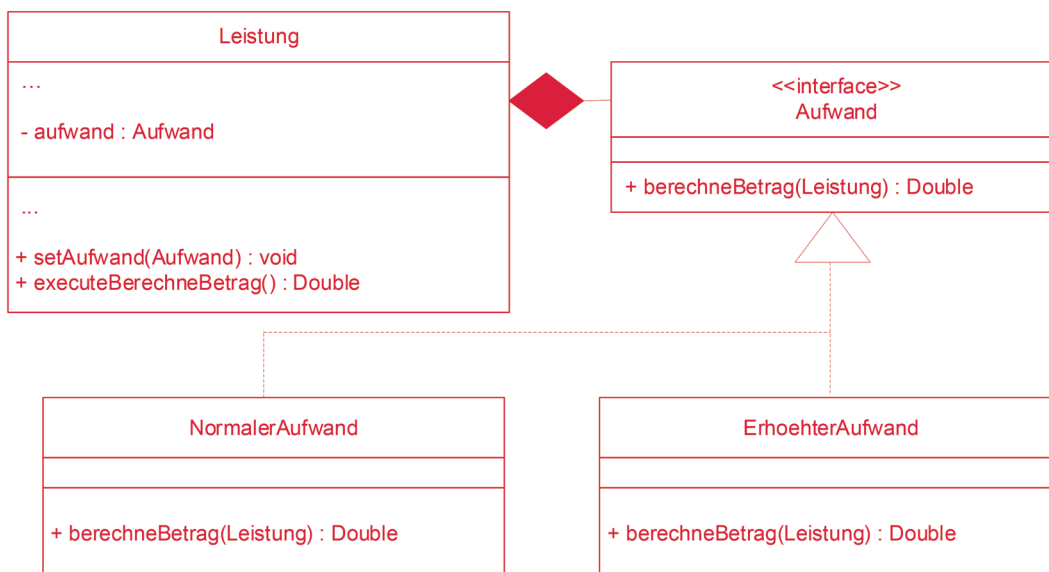 Leistung
...
- aufwand : Aufwand
...
+ setAufwand(Aufwand) : void
+ executeBerechneBetrag() : Double
<<interface>>
Aufwand
+ berechneBetrag(Leistung) : Double
NormalerAufwand
+ berechneBetrag(Leistung) : Double
ErhoehterAufwand
+ berechneBetrag(Leistung) : Double